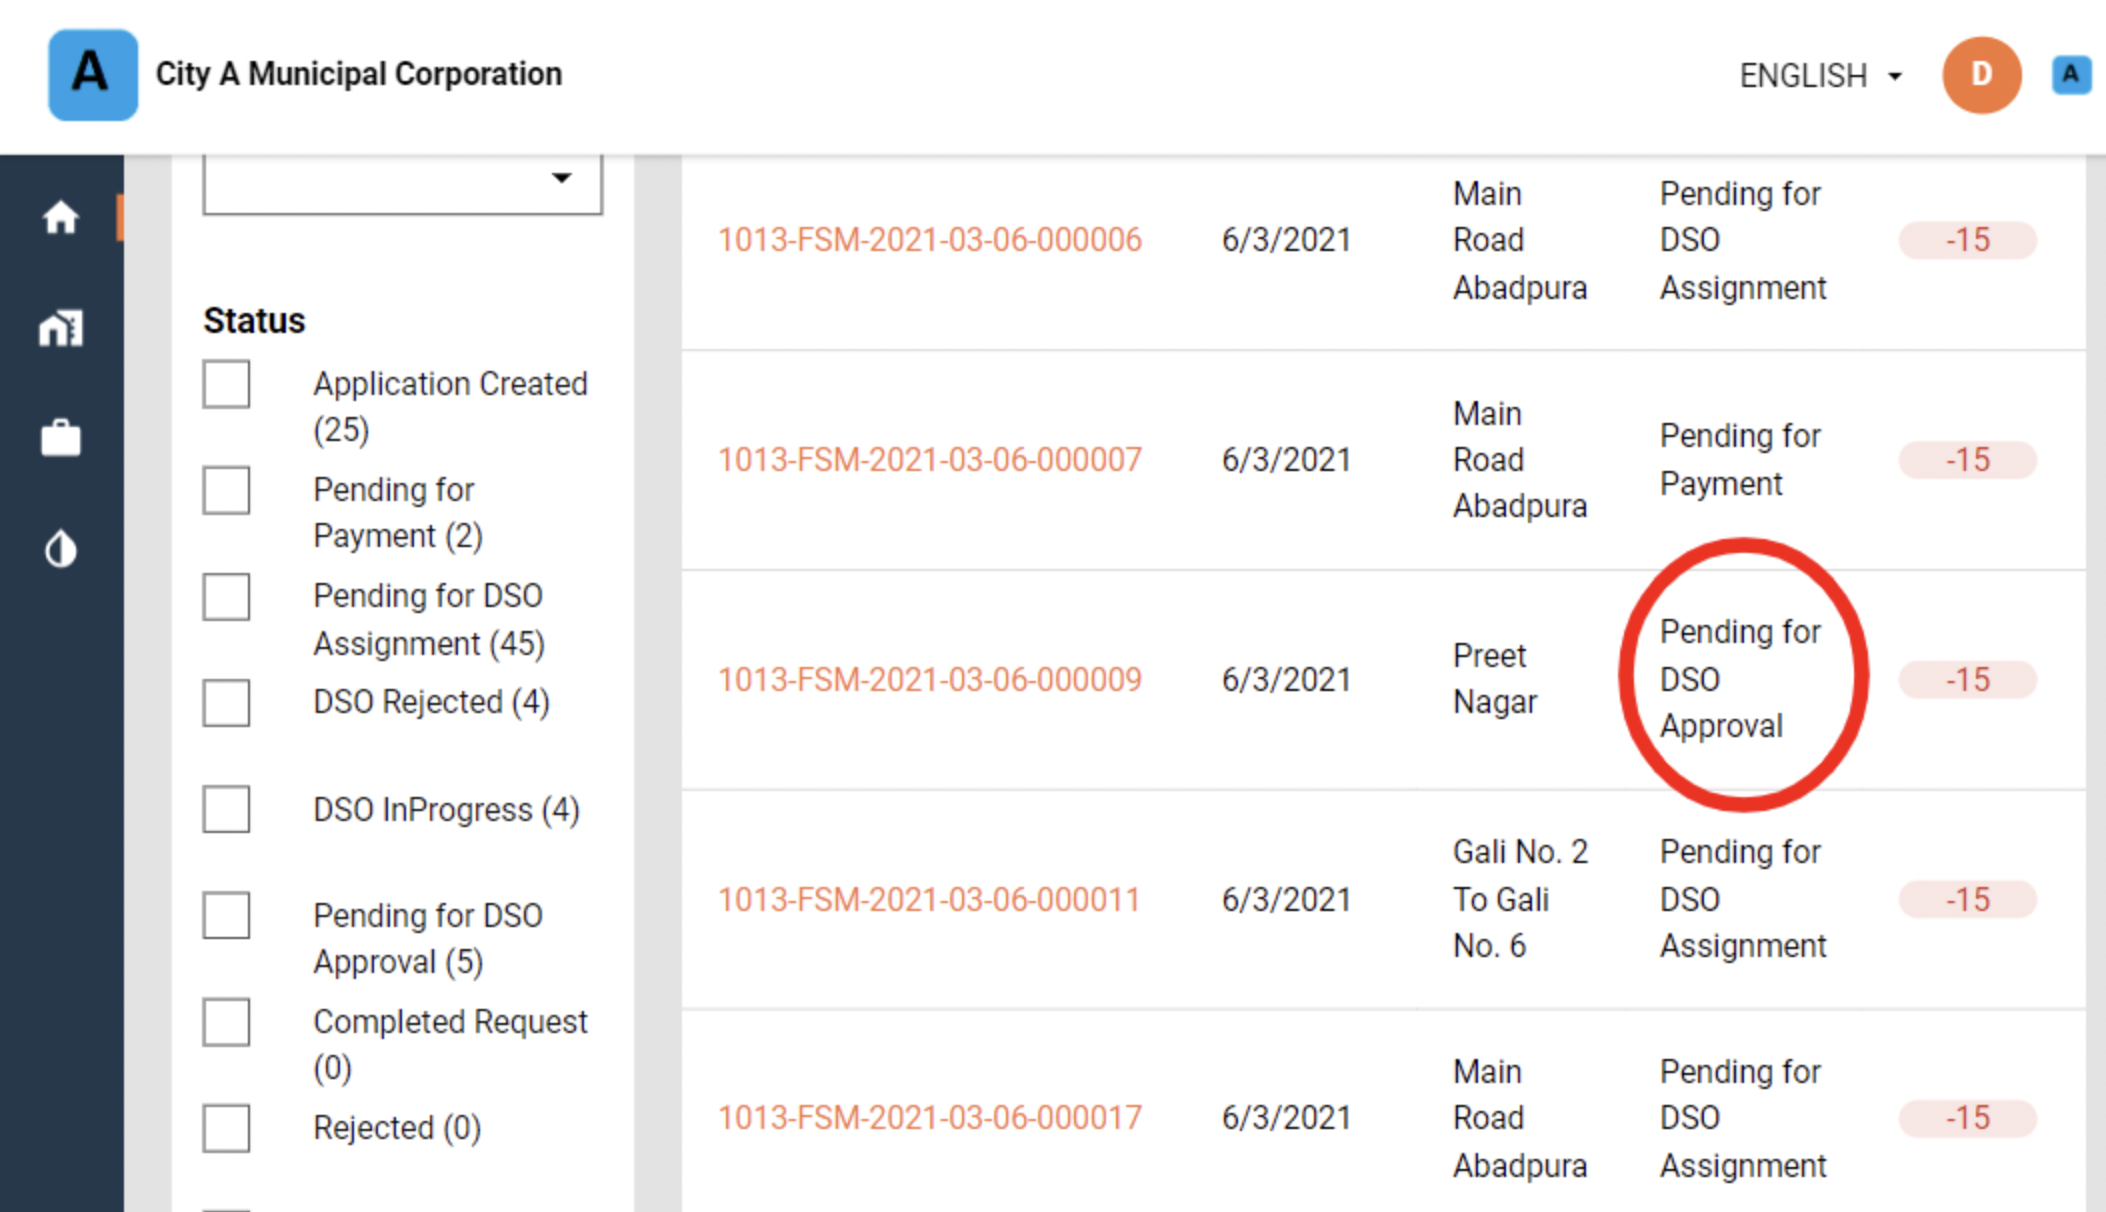 A
City A Municipal Corporation
ENGLISH
D
A
Status
Application Created
(25)
Pending for
Payment (2)
Pending for DSO
Assignment (45)
DSO Rejected (4)
DSO InProgress (4)
Pending for DSO
Approval (5)
Completed Request
(0)
Rejected (0)
1013-FSM-2021-03-06-000006
6/3/2021
Main
Road
Abadpura
Pending for
DSO
Assignment
-15
1013-FSM-2021-03-06-000007
6/3/2021
Main
Road
Abadpura
Pending for
Payment
-15
1013-FSM-2021-03-06-000009
6/3/2021
Preet
Nagar
Pending for
DSO
Approval
-15
1013-FSM-2021-03-06-000011
6/3/2021
Gali No. 2
To Gali
No. 6
Pending for
DSO
Assignment
-15
1013-FSM-2021-03-06-000017
6/3/2021
Main
Road
Abadpura
Pending for
DSO
Assignment
-15